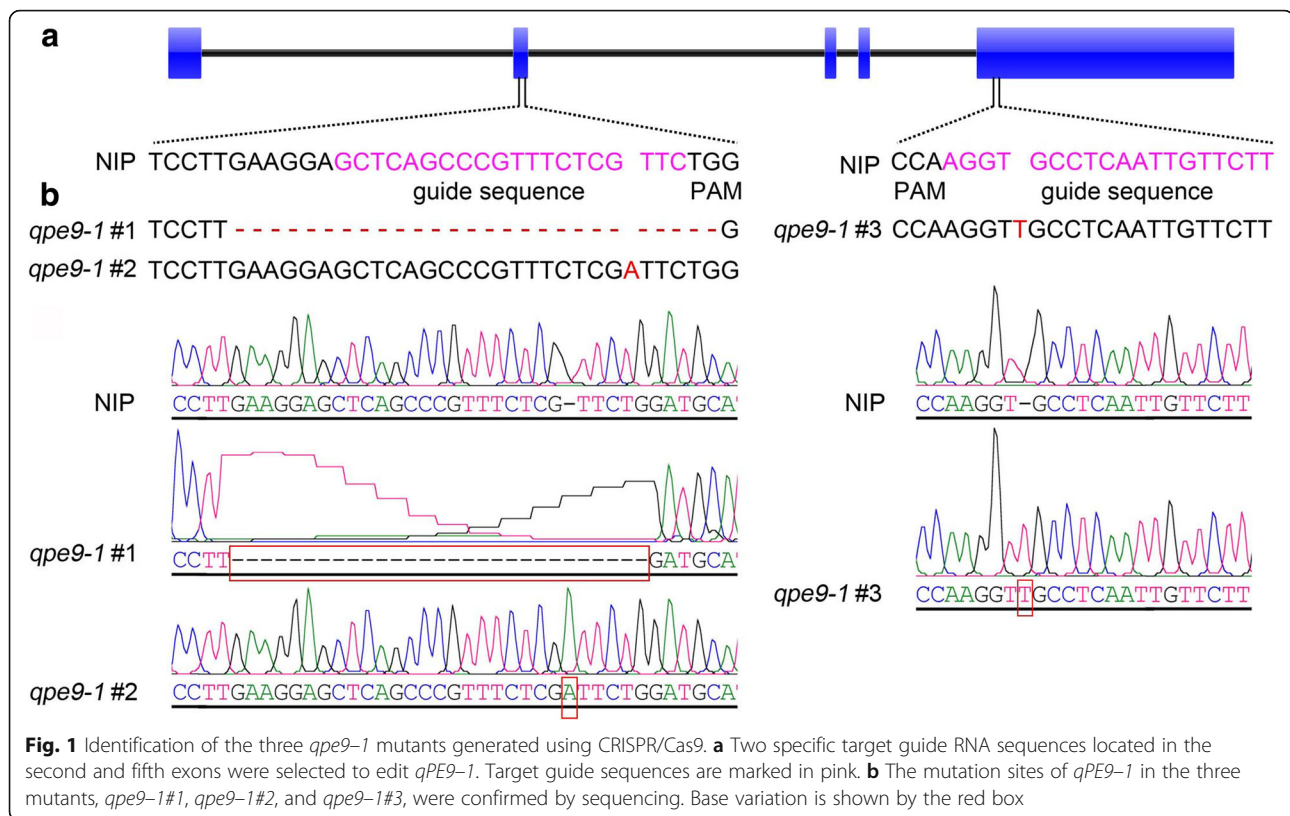 a
NIP TCCTTGAAGGAGCTCAGCCCGTTTCTCG TTCTGG
guide sequence PAM
NIP CCAAGGT GCCTCAATTGTTCTT
PAM guide sequence
b
qpe9-1 #1 TCCTT - - - - - - - - - - - - - - - - - - - - - - - - - - - - G
qpe9-1 #2 TCCTTGAAGGAGCTCAGCCCGTTTCTCGATTCTGG
qpe9-1 #3 CCAAGGTTGCCTCAATTGTTCTT
NIP CCTTGAAGGAGCTCAGCCCGTTTCTCG-TTCTGGATGCAT
qpe9-1 #1 CCTT----------------------------GATGCAT
qpe9-1 #2 CCTTGAAGGAGCTCAGCCCGTTTCTCGATTCTGGATGCAT
NIP CCAAGGT-GCCTCAATTGTTCTT
qpe9-1 #3 CCAAGGTTGCCTCAATTGTTCTT
Fig. 1 Identification of the three qpe9–1 mutants generated using CRISPR/Cas9. a Two specific target guide RNA sequences located in the
second and fifth exons were selected to edit qPE9–1. Target guide sequences are marked in pink. b The mutation sites of qPE9–1 in the three
mutants, qpe9–1#1, qpe9–1#2, and qpe9–1#3, were confirmed by sequencing. Base variation is shown by the red box